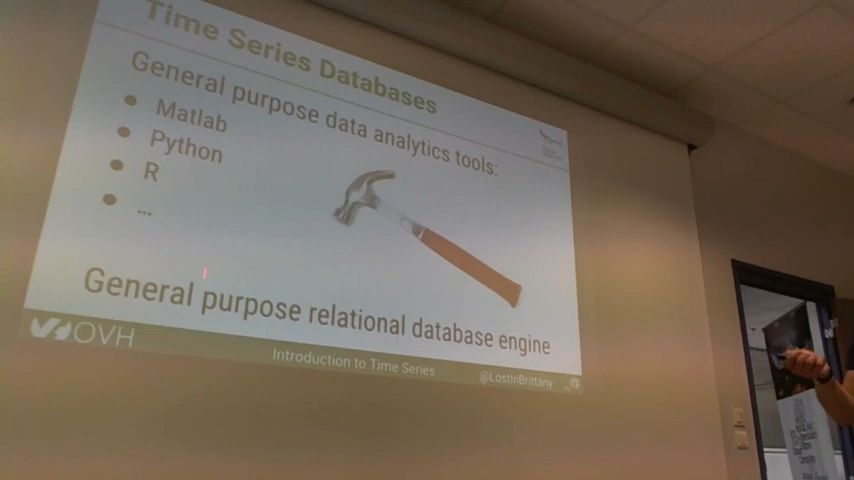 Time Series Databases
General purpose data analytics tools:
● Matlab
● Python
● R
● ...
General purpose relational database engine
OVH
Introduction to Time Series
@LostInBrittany